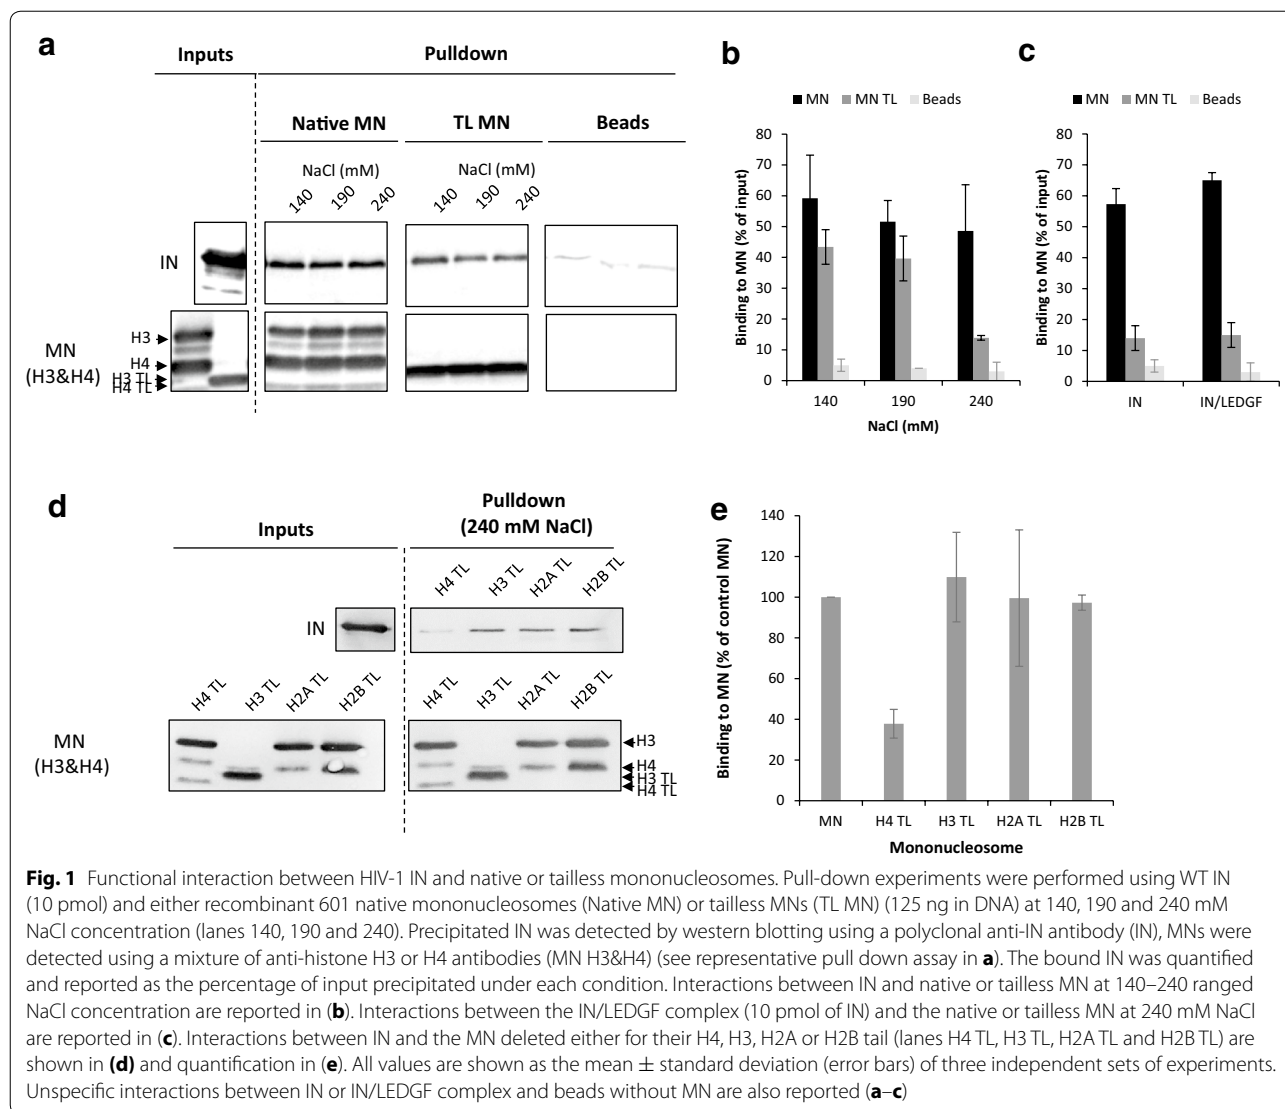 a
Inputs
Pulldown
Native MN
TL MN
Beads
NaCl (mM)
NaCl (mM)
140
190
240
140
190
240
IN
MN
(H3&H4)
H3
H4
H3 TL
H4 TL
b
MN
MN TL
Beads
Binding to MN (% of input)
80
70
60
50
40
30
20
10
0
140
190
240
NaCl (mM)
c
MN
MN TL
Beads
Binding to MN (% of input)
80
70
60
50
40
30
20
10
0
IN
IN/LEDGF
d
Inputs
Pulldown
(240 mM NaCl)
H4 TL
H3 TL
H2A TL
H2B TL
IN
H4 TL
H3 TL
H2A TL
H2B TL
H4 TL
H3 TL
H2A TL
H2B TL
MN
(H3&H4)
H3
H4
H3 TL
H4 TL
e
Binding to MN (% of control MN)
140
120
100
80
60
40
20
0
MN
H4 TL
H3 TL
H2A TL
H2B TL
Mononucleosome
Fig. 1 Functional interaction between HIV-1 IN and native or tailless mononucleosomes. Pull-down experiments were performed using WT IN
(10 pmol) and either recombinant 601 native mononucleosomes (Native MN) or tailless MNs (TL MN) (125 ng in DNA) at 140, 190 and 240 mM
NaCl concentration (lanes 140, 190 and 240). Precipitated IN was detected by western blotting using a polyclonal anti-IN antibody (IN), MNs were
detected using a mixture of anti-histone H3 or H4 antibodies (MN H3&H4) (see representative pull down assay in a). The bound IN was quantified
and reported as the percentage of input precipitated under each condition. Interactions between IN and native or tailless MN at 140–240 ranged
NaCl concentration are reported in (b). Interactions between the IN/LEDGF complex (10 pmol of IN) and the native or tailless MN at 240 mM NaCl
are reported in (c). Interactions between IN and the MN deleted either for their H4, H3, H2A or H2B tail (lanes H4 TL, H3 TL, H2A TL and H2B TL) are
shown in (d) and quantification in (e). All values are shown as the mean ± standard deviation (error bars) of three independent sets of experiments.
Unspecific interactions between IN or IN/LEDGF complex and beads without MN are also reported (a–c)